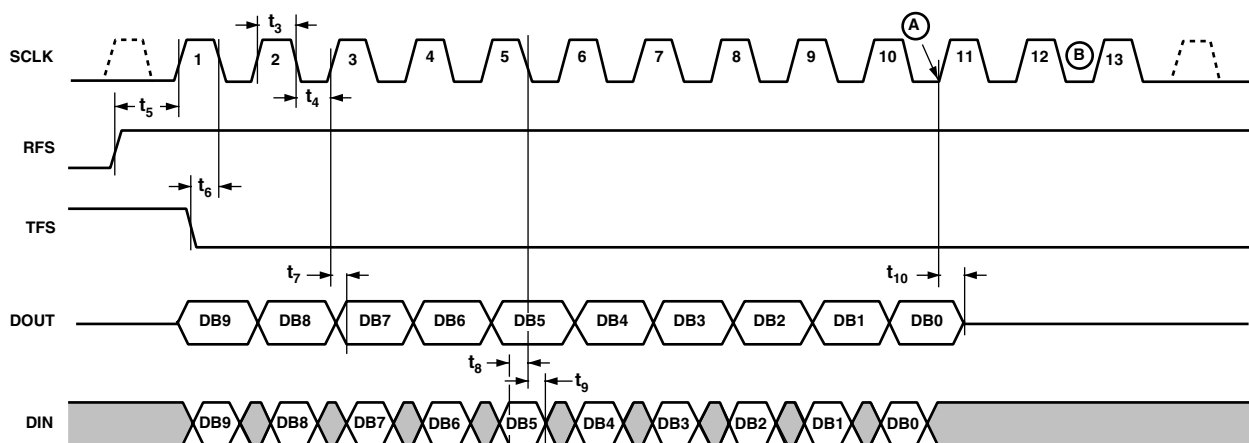 A
t3
SCLK 1 2 3 4 5 6 7 8 9 10 11 12 B 13
t4
t5
RFS
t6
TFS
t7 t10
DOUT DB9 DB8 DB7 DB6 DB5 DB4 DB3 DB2 DB1 DB0
t8 t9
DIN DB9 DB8 DB7 DB6 DB5 DB4 DB3 DB2 DB1 DB0